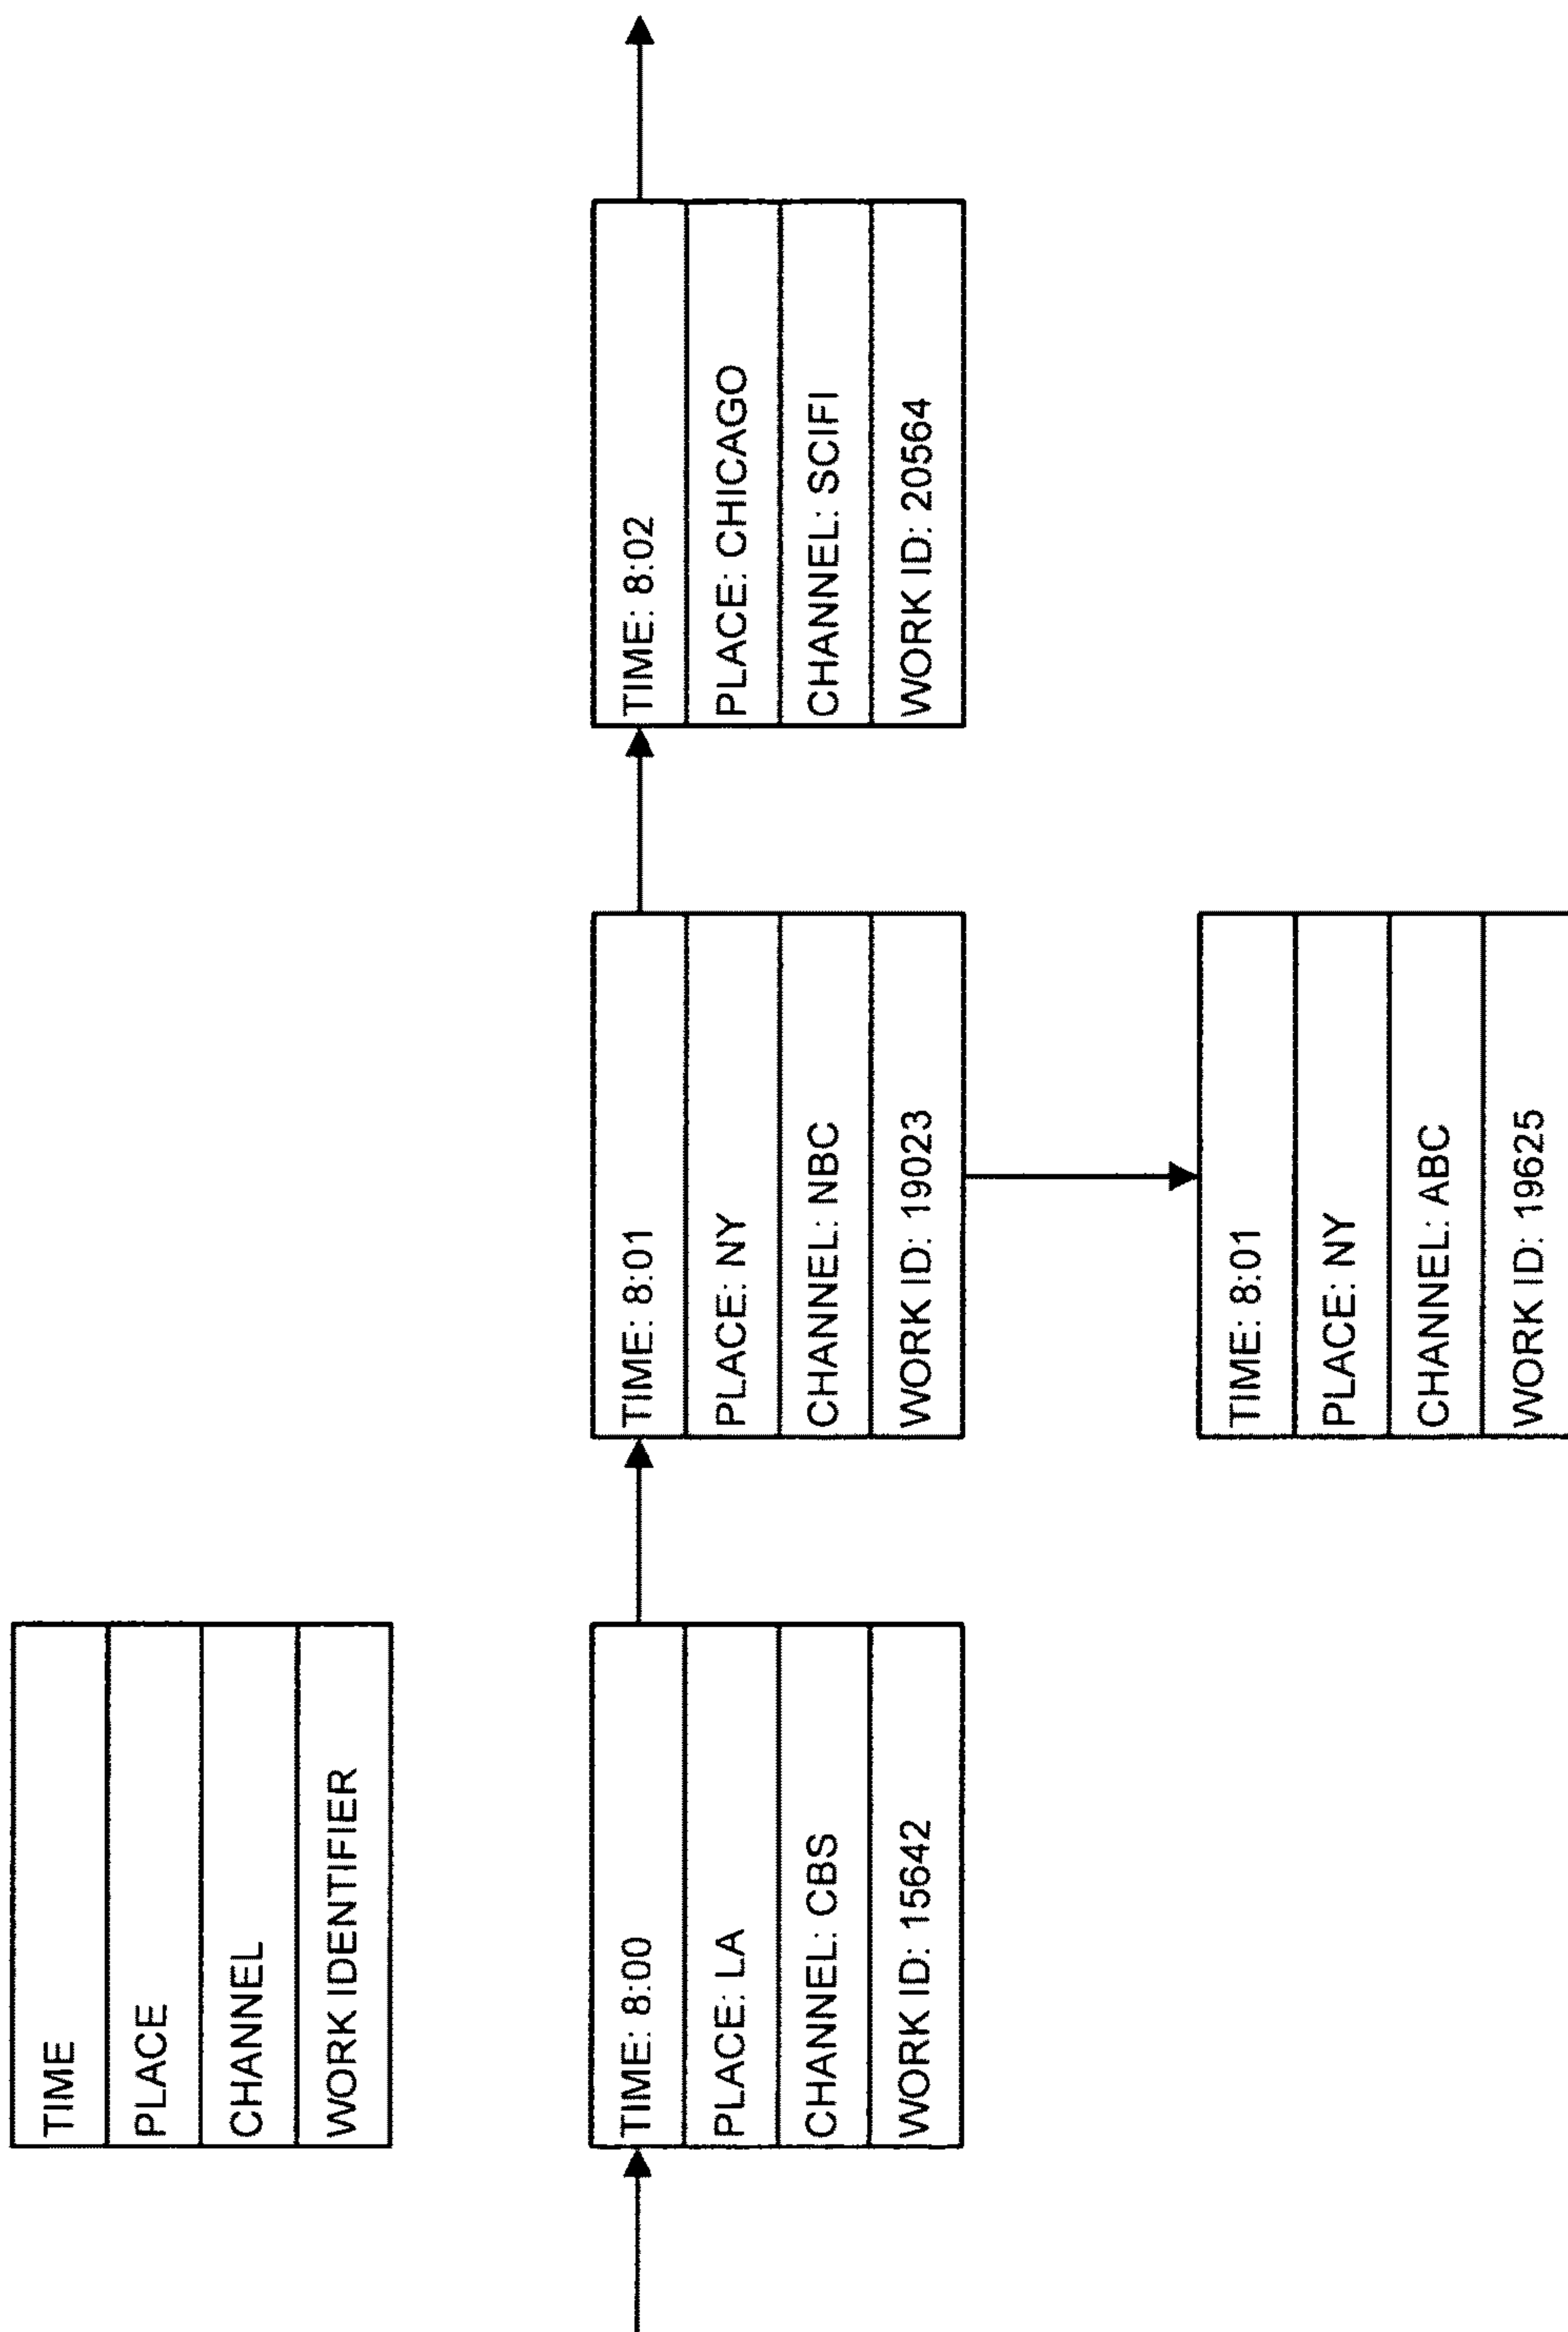 TIME
PLACE
CHANNEL
WORK IDENTIFIER
TIME: 8:00
PLACE: LA
CHANNEL: CBS
WORK ID: 15642
TIME: 8:01
PLACE: NY
CHANNEL: NBC
WORK ID: 19023
TIME: 8:02
PLACE: CHICAGO
CHANNEL: SCIFI
WORK ID: 20564
TIME: 8:01
PLACE: NY
CHANNEL: ABC
WORK ID: 19625